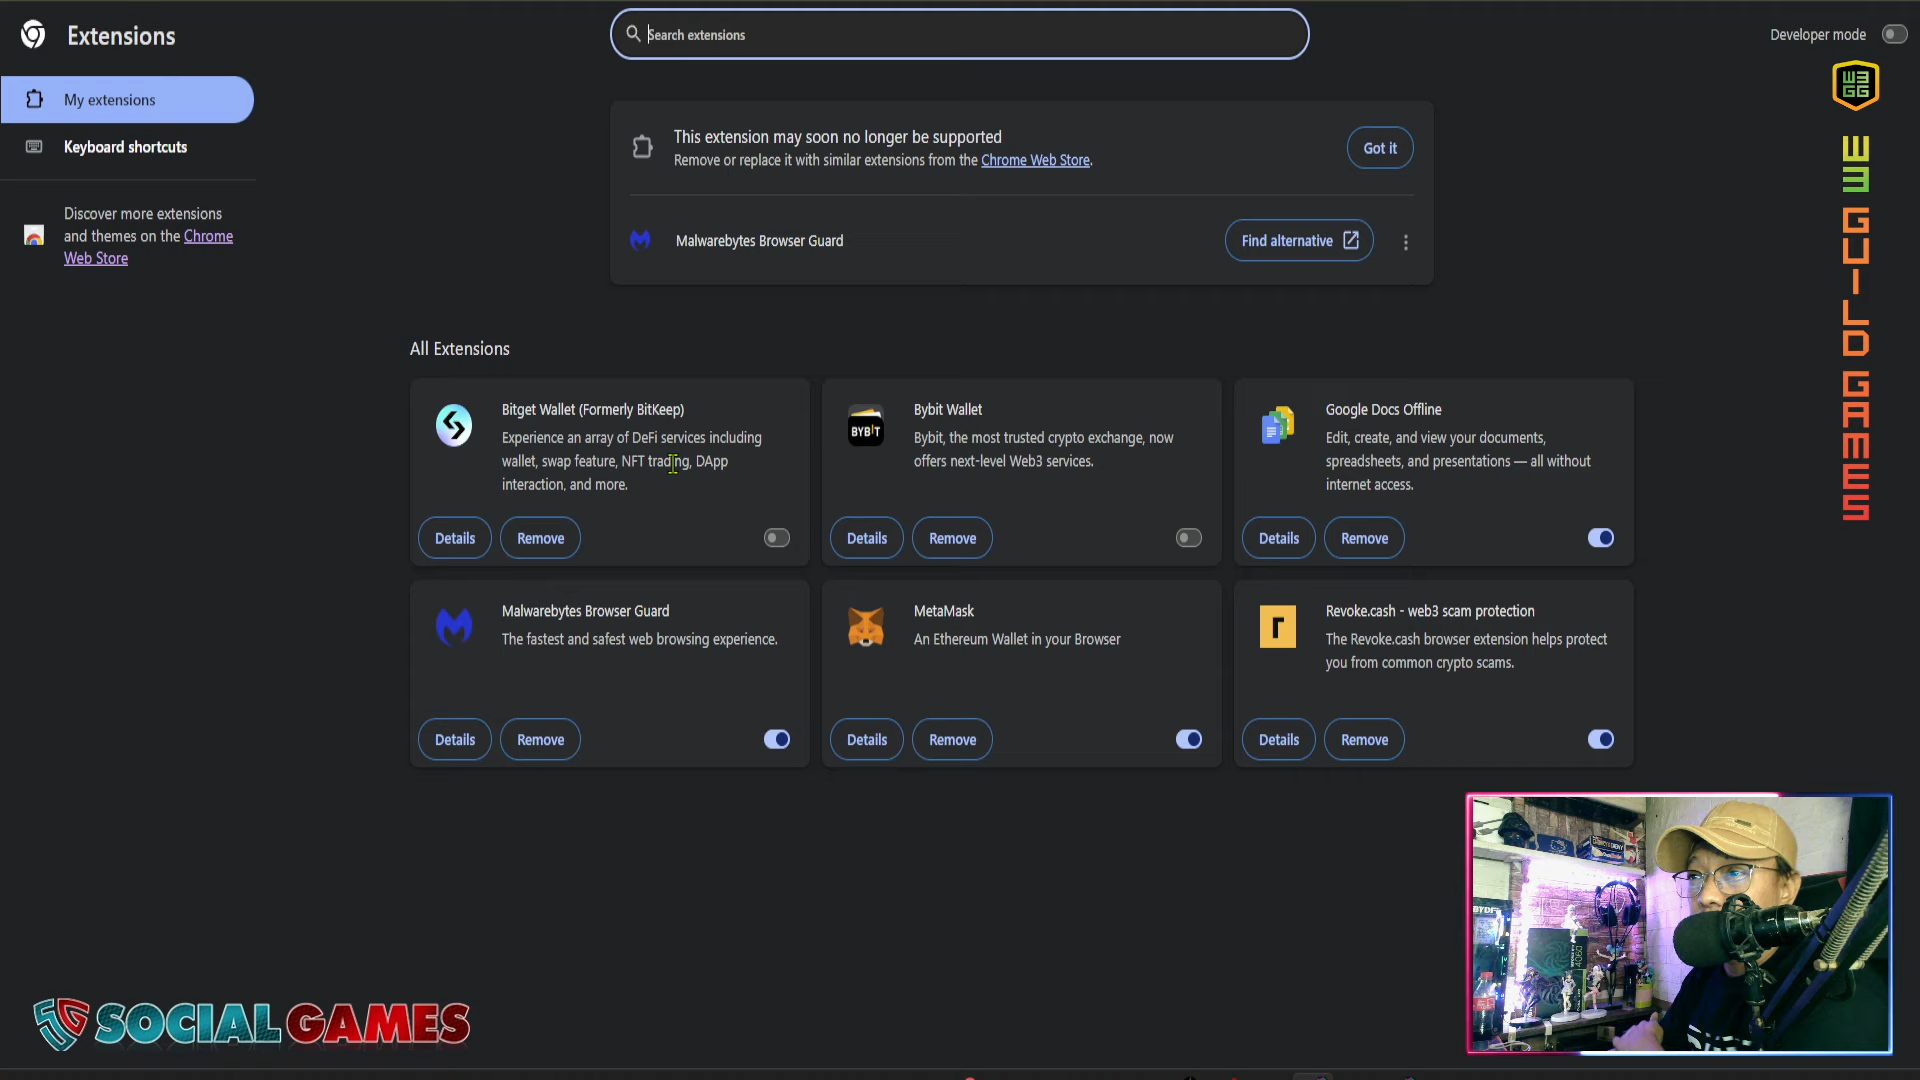 Extensions
Search extensions
Developer mode
My extensions
Keyboard shortcuts
Discover more extensions
and themes on the Chrome
Web Store
This extension may soon no longer be supported
Remove or replace it with similar extensions from the Chrome Web Store.
Got it
Malwarebytes Browser Guard
Find alternative
All Extensions
Bitget Wallet (Formerly BitKeep)
Experience an array of DeFi services including
wallet, swap feature, NFT trading, DApp
interaction, and more.
Details
Remove
BYBIT
Bybit Wallet
Bybit, the most trusted crypto exchange, now
offers next-level Web3 services.
Details
Remove
Google Docs Offline
Edit, create, and view your documents,
spreadsheets, and presentations — all without
internet access.
Details
Remove
Malwarebytes Browser Guard
The fastest and safest web browsing experience.
Details
Remove
MetaMask
An Ethereum Wallet in your Browser
Details
Remove
r
Revoke.cash - web3 scam protection
The Revoke.cash browser extension helps protect
you from common crypto scams.
Details
Remove
W3
GG
W3 GUILD GAMES
SOCIAL GAMES